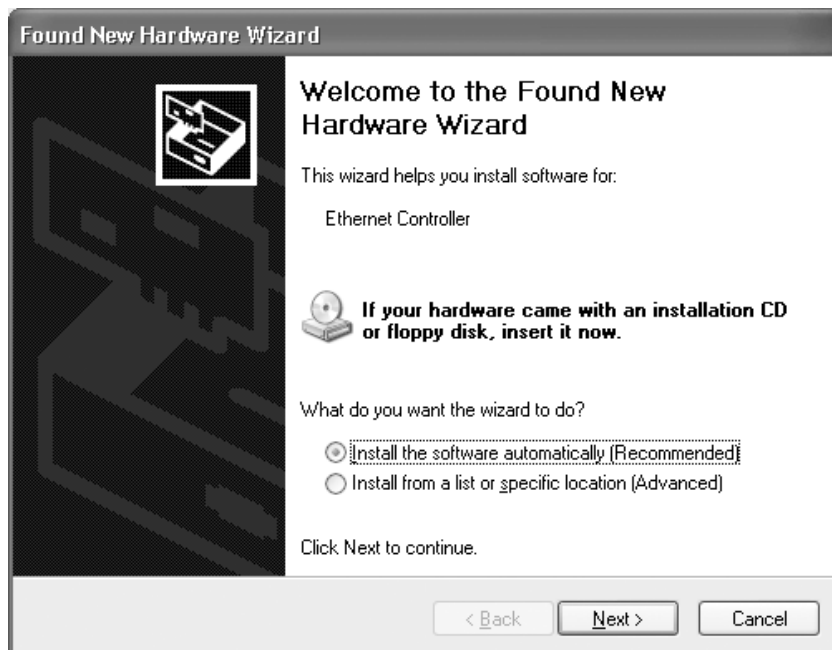 Found New Hardware Wizard
Welcome to the Found New
Hardware Wizard
This wizard helps you install software for:
Ethernet Controller
If your hardware came with an installation CD
or floppy disk, insert it now.
What do you want the wizard to do?
Install the software automatically (Recommended)
Install from a list or specific location (Advanced)
Click Next to continue.
< Back
Next >
Cancel